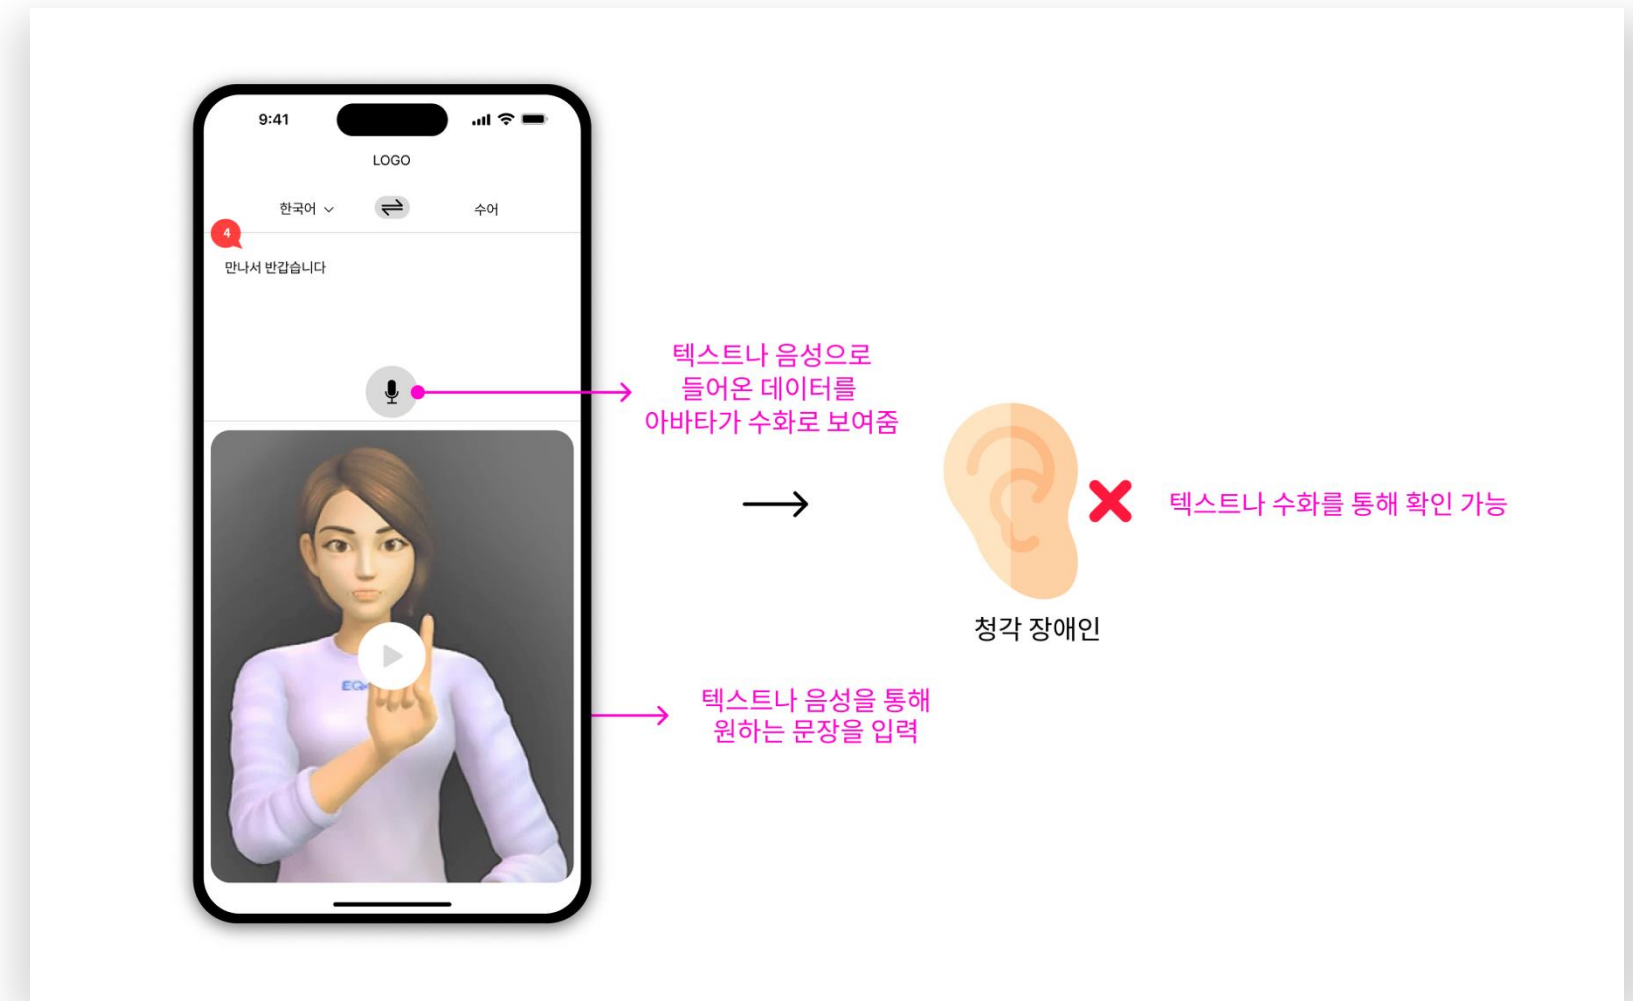 9:41
LOGO
한국어
수어
4
만나서 반갑습니다
텍스트나 음성으로
들어온 데이터를
아바타가 수화로 보여줌
텍스트나 수화를 통해 확인 가능
청각 장애인
텍스트나 음성을 통해
원하는 문장을 입력